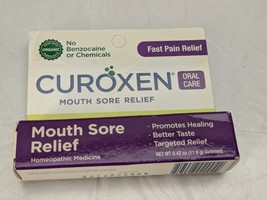 ORGANIC
No
Benzocaine
or Chemicals
Fast Pain Relief
CUROXEN®
ORAL
CARE
MOUTH SORE RELIEF
Mouth Sore
Relief
Homeopathic Medicine
• Promotes Healing
• Better Taste
• Targeted Relief
NET WT 0.42 oz (11.9 g) Ointment